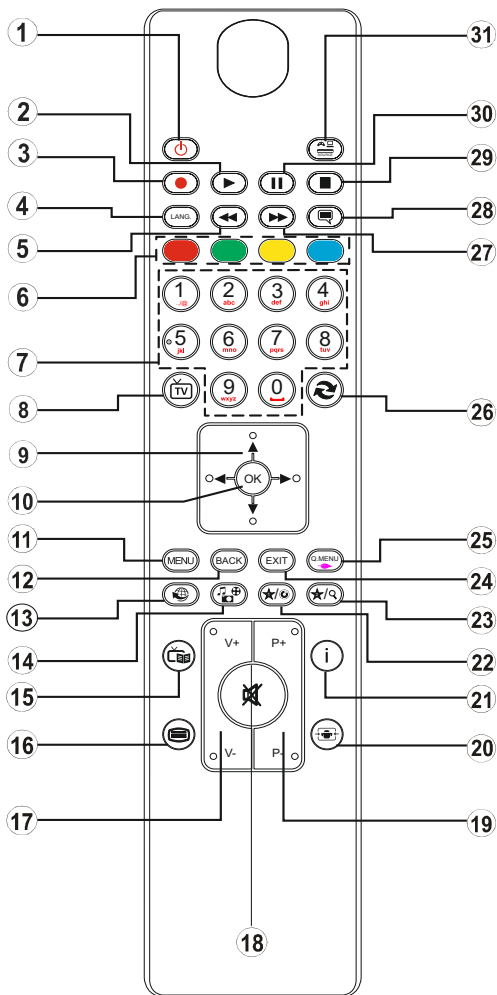 1
31
2
30
3
29
4
LANG.
28
5
27
6
1 ../@
2 abc
3 def
4 ghi
5 jkl
6 mno
7 pqrs
8 tuv
7
8
TV
9 wxyz
0
26
9
OK
10
11
MENU
BACK
EXIT
Q.MENU
25
12
24
13
23
14
22
V+
P+
15
i
21
16
20
V-
P-
17
19
18